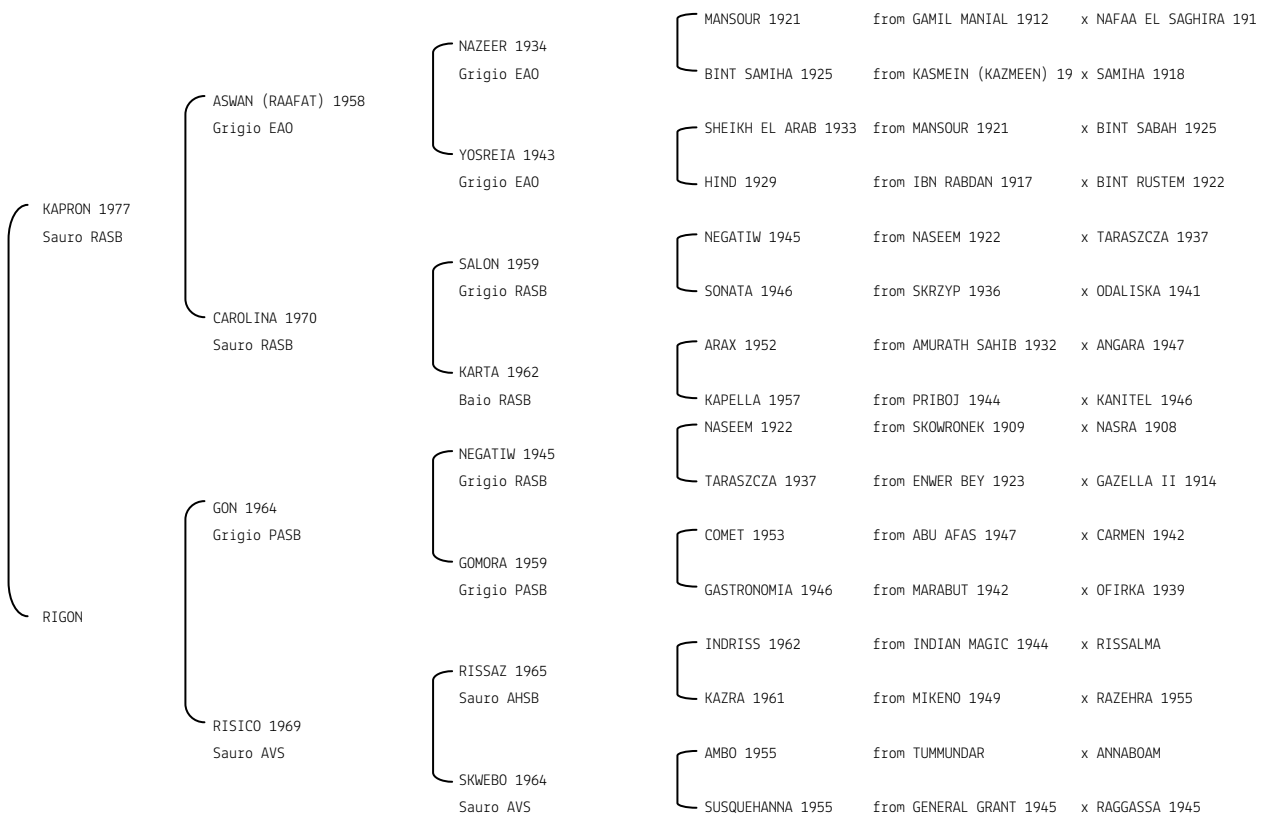 MANSOUR 1921 from GAMIL MANIAL 1912 x NAFAA EL SAGHIRA 191
NAZEER 1934
Grigio EAO
BINT SAMIHA 1925 from KASMEIN (KAZMEEN) 19 x SAMIHA 1918
ASWAN (RAAFAT) 1958
Grigio EAO
SHEIKH EL ARAB 1933 from MANSOUR 1921 x BINT SABAH 1925
YOSREIA 1943
Grigio EAO
HIND 1929 from IBN RABDAN 1917 x BINT RUSTEM 1922
KAPRON 1977
Sauro RASB
NEGATIW 1945 from NASEEM 1922 x TARASZCZA 1937
SALON 1959
Grigio RASB
SONATA 1946 from SKRZYP 1936 x ODALISKA 1941
CAROLINA 1970
Sauro RASB
ARAX 1952 from AMURATH SAHIB 1932 x ANGARA 1947
KARTA 1962
Baio RASB
KAPELLA 1957 from PRIBOJ 1944 x KANITEL 1946
NASEEM 1922 from SKOWRONEK 1909 x NASRA 1908
NEGATIW 1945
Grigio RASB
TARASZCZA 1937 from ENWER BEY 1923 x GAZELLA II 1914
GON 1964
Grigio PASB
COMET 1953 from ABU AFAS 1947 x CARMEN 1942
GOMORA 1959
Grigio PASB
GASTRONOMIA 1946 from MARABUT 1942 x OFIRKA 1939
RIGON
INDRISS 1962 from INDIAN MAGIC 1944 x RISSALMA
RISSAZ 1965
Sauro AHSB
KAZRA 1961 from MIKENO 1949 x RAZEHRA 1955
RISICO 1969
Sauro AVS
AMBO 1955 from TUMMUNDAR x ANNABOAM
SKWEBO 1964
Sauro AVS
SUSQUEHANNA 1955 from GENERAL GRANT 1945 x RAGGASSA 1945